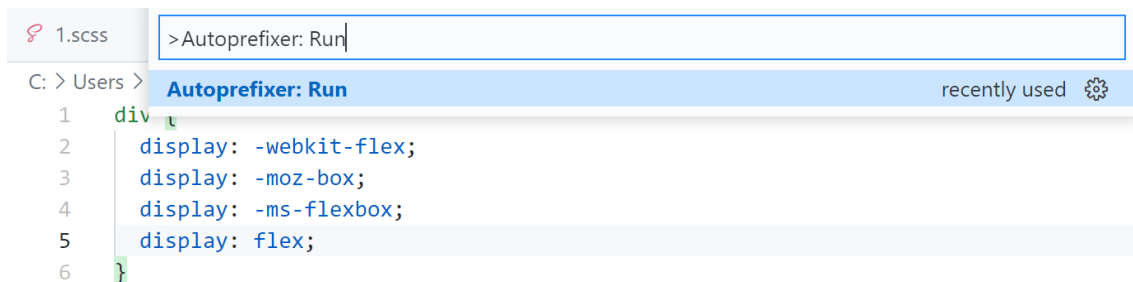 1.scss
>Autoprefixer: Run
C: > Users >
Autoprefixer: Run recently used
1 div {
2 display: -webkit-flex;
3 display: -moz-box;
4 display: -ms-flexbox;
5 display: flex;
6 }